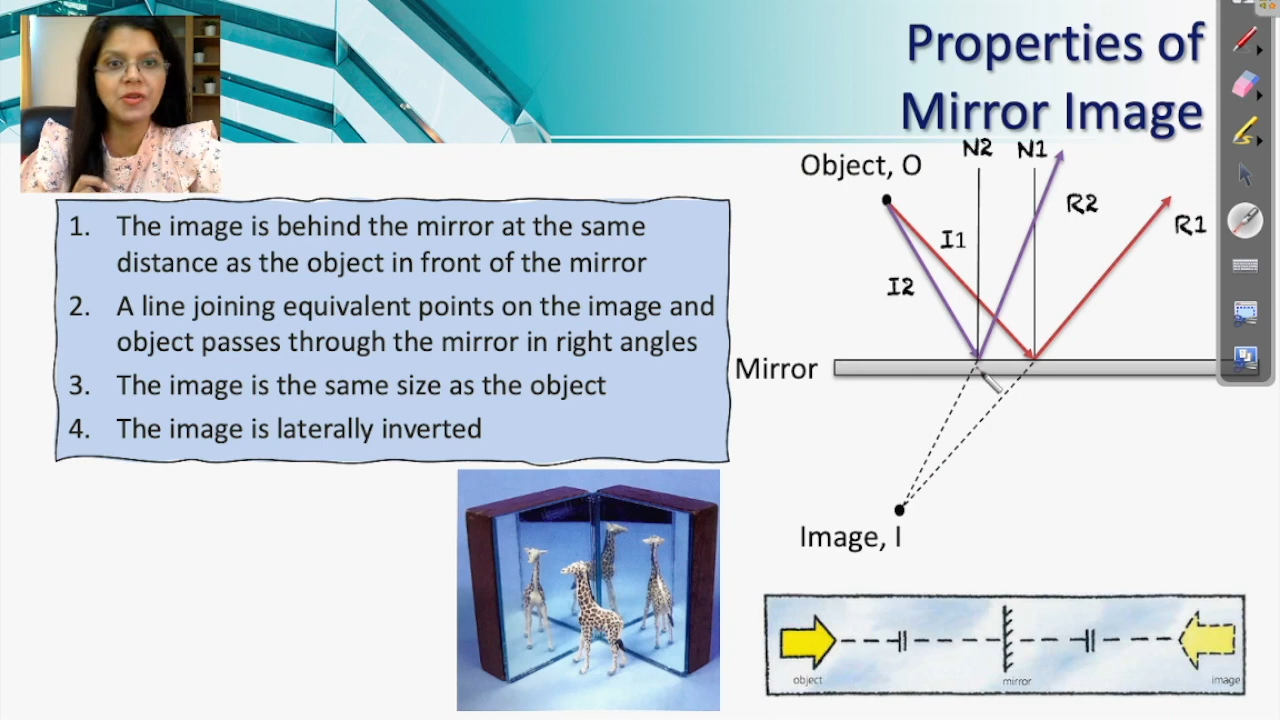 Properties of
Mirror Image
1. The image is behind the mirror at the same
distance as the object in front of the mirror
2. A line joining equivalent points on the image and
object passes through the mirror in right angles
3. The image is the same size as the object
4. The image is laterally inverted
Object, O
N2 N1
R2
R1
I1
I2
Mirror
Image, I
object mirror image